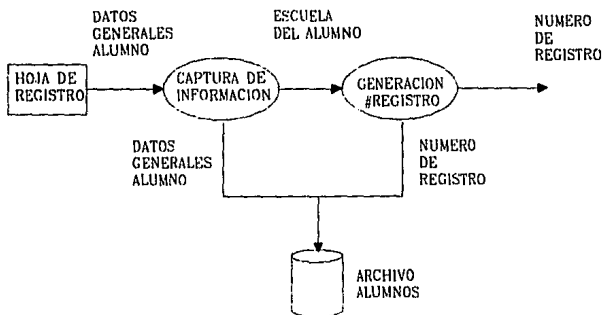 DATOS
GENERALES
ALUMNO
ESCUELA
DEL ALUMNO
NUMERO
DE
REGISTRO
HOJA DE
REGISTRO
CAPTURA DE
INFORMACION
GENERACION
#REGISTRO
DATOS
GENERALES
ALUMNO
NUMERO
DE
REGISTRO
ARCHIVO
ALUMNOS